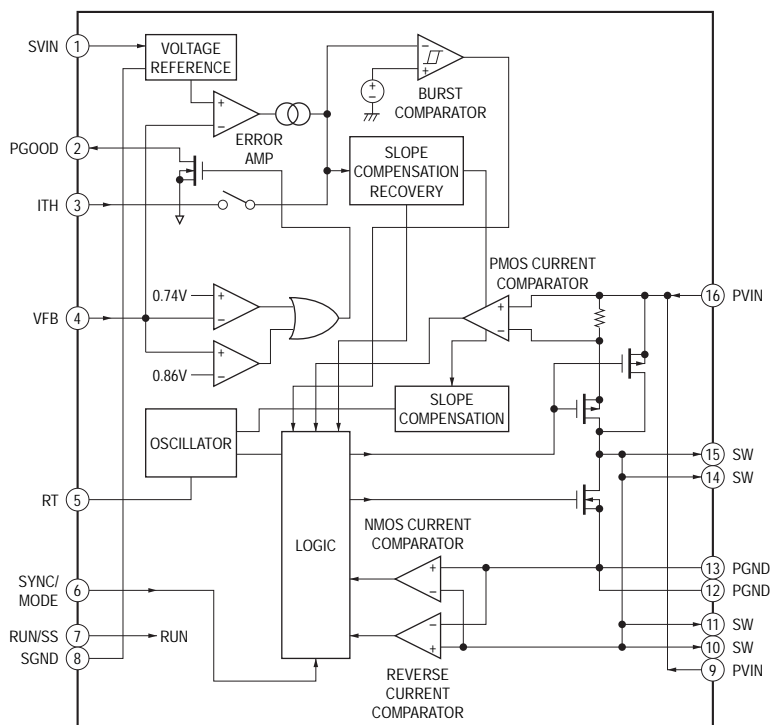 SVIN 1
VOLTAGE
REFERENCE
+
−
ERROR
AMP
−
+
BURST
COMPARATOR
+
−
PGOOD 2
SLOPE
COMPENSATION
RECOVERY
ITH 3
PMOS CURRENT
COMPARATOR
+
−
16 PVIN
0.74V
+
−
VFB 4
+
−
0.86V
SLOPE
COMPENSATION
OSCILLATOR
15 SW
14 SW
RT 5
LOGIC
NMOS CURRENT
COMPARATOR
+
−
13 PGND
12 PGND
SYNC/
MODE
6
−
+
11 SW
10 SW
RUN/SS 7 RUN
SGND 8
9 PVIN
REVERSE
CURRENT
COMPARATOR